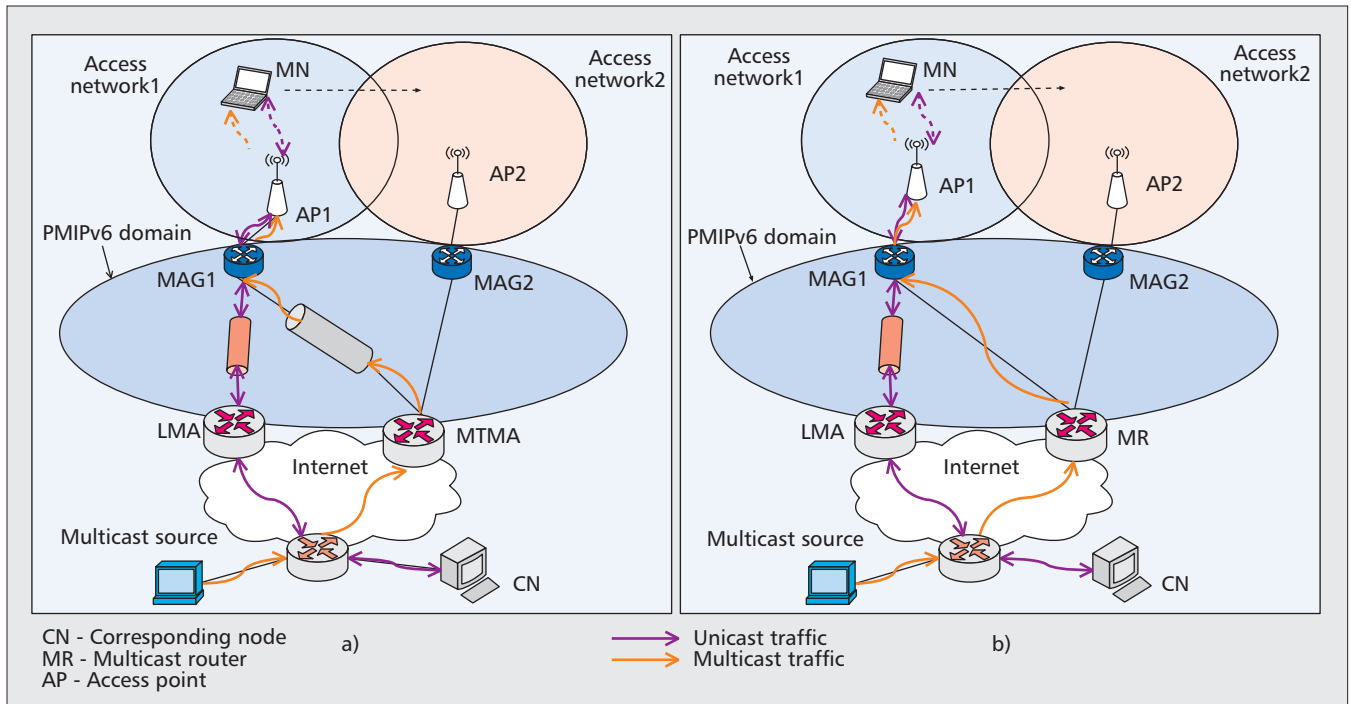 Access
network1
MN
Access
network2
AP1
AP2
PMIPv6 domain
MAG1
MAG2
LMA
MTMA
Internet
Multicast source
CN
Access
network1
MN
Access
network2
AP1
AP2
PMIPv6 domain
MAG1
MAG2
LMA
MR
Internet
Multicast source
CN
CN - Corresponding node
MR - Multicast router
AP - Access point
a)
Unicast traffic
Multicast traffic
b)